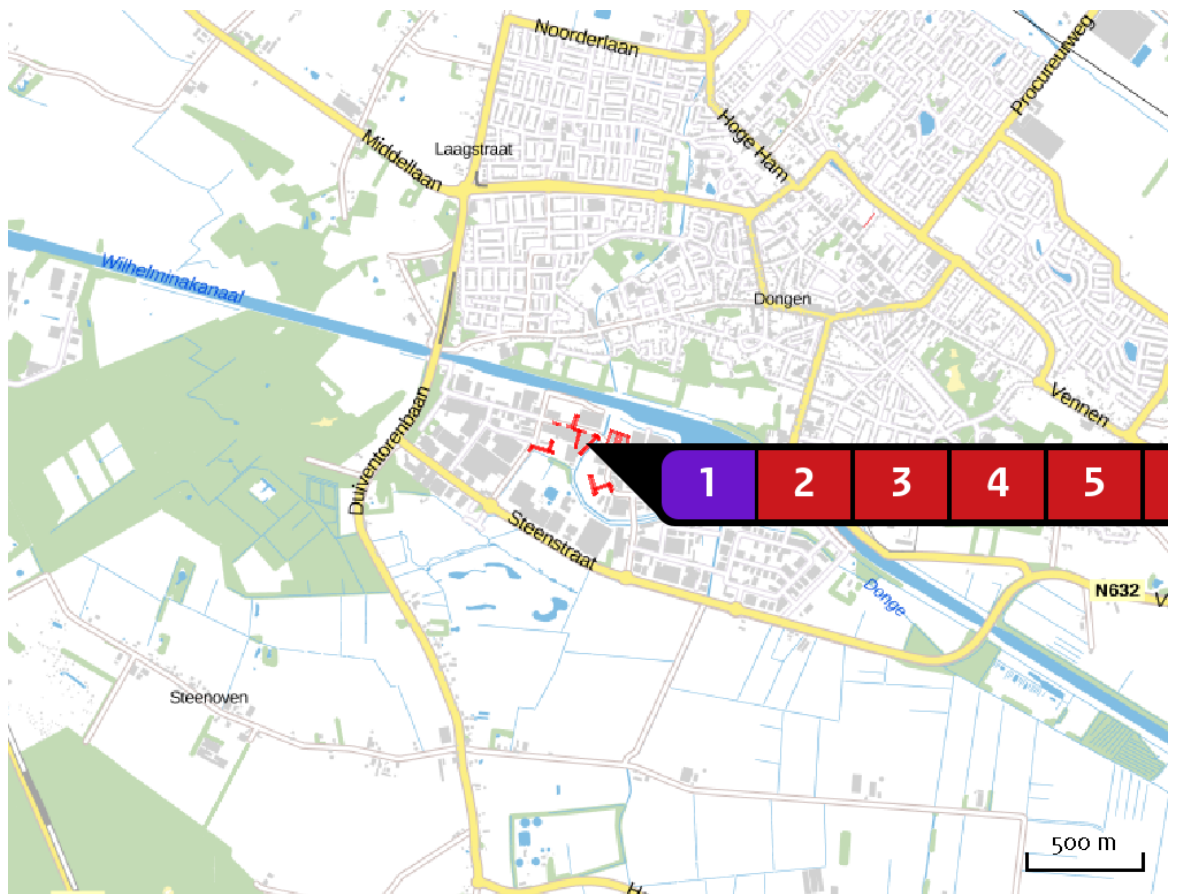 Noorderlaan
Procureurweg
Hoge Ham
Middellaan
Laagstraat
Wilhelminakanaal
Dongen
Vennen
Duiventorenbaan
1 2 3 4 5
Steenstraat
Donge
N632
Steenoven
500 m